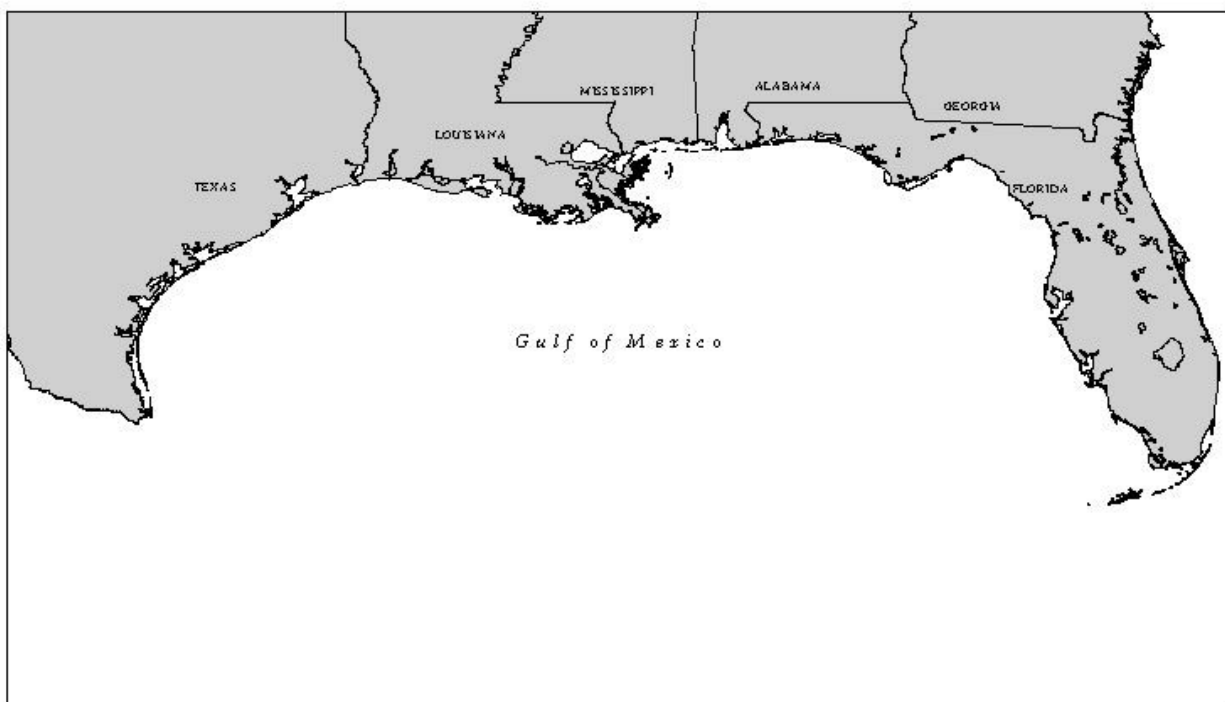 MISSISSIPPI
ALABAMA
GEORGIA
LOUISIANA
TEXAS
FLORIDA
Gulf of Mexico